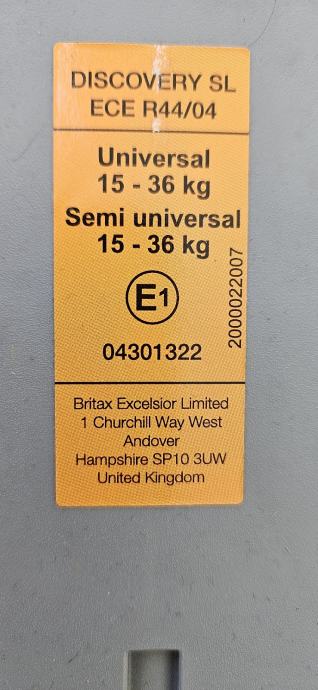 DISCOVERY SL
ECE R44/04
Universal
15 - 36 kg
Semi universal
15 - 36 kg
E1
04301322
2000022007
Britax Excelsior Limited
1 Churchill Way West
Andover
Hampshire SP10 3UW
United Kingdom